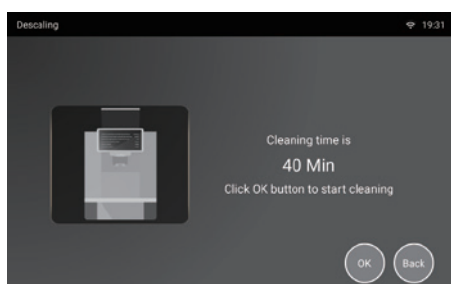 Descaling
19:31
Cleaning time is
40 Min
Click OK button to start cleaning
OK
Back